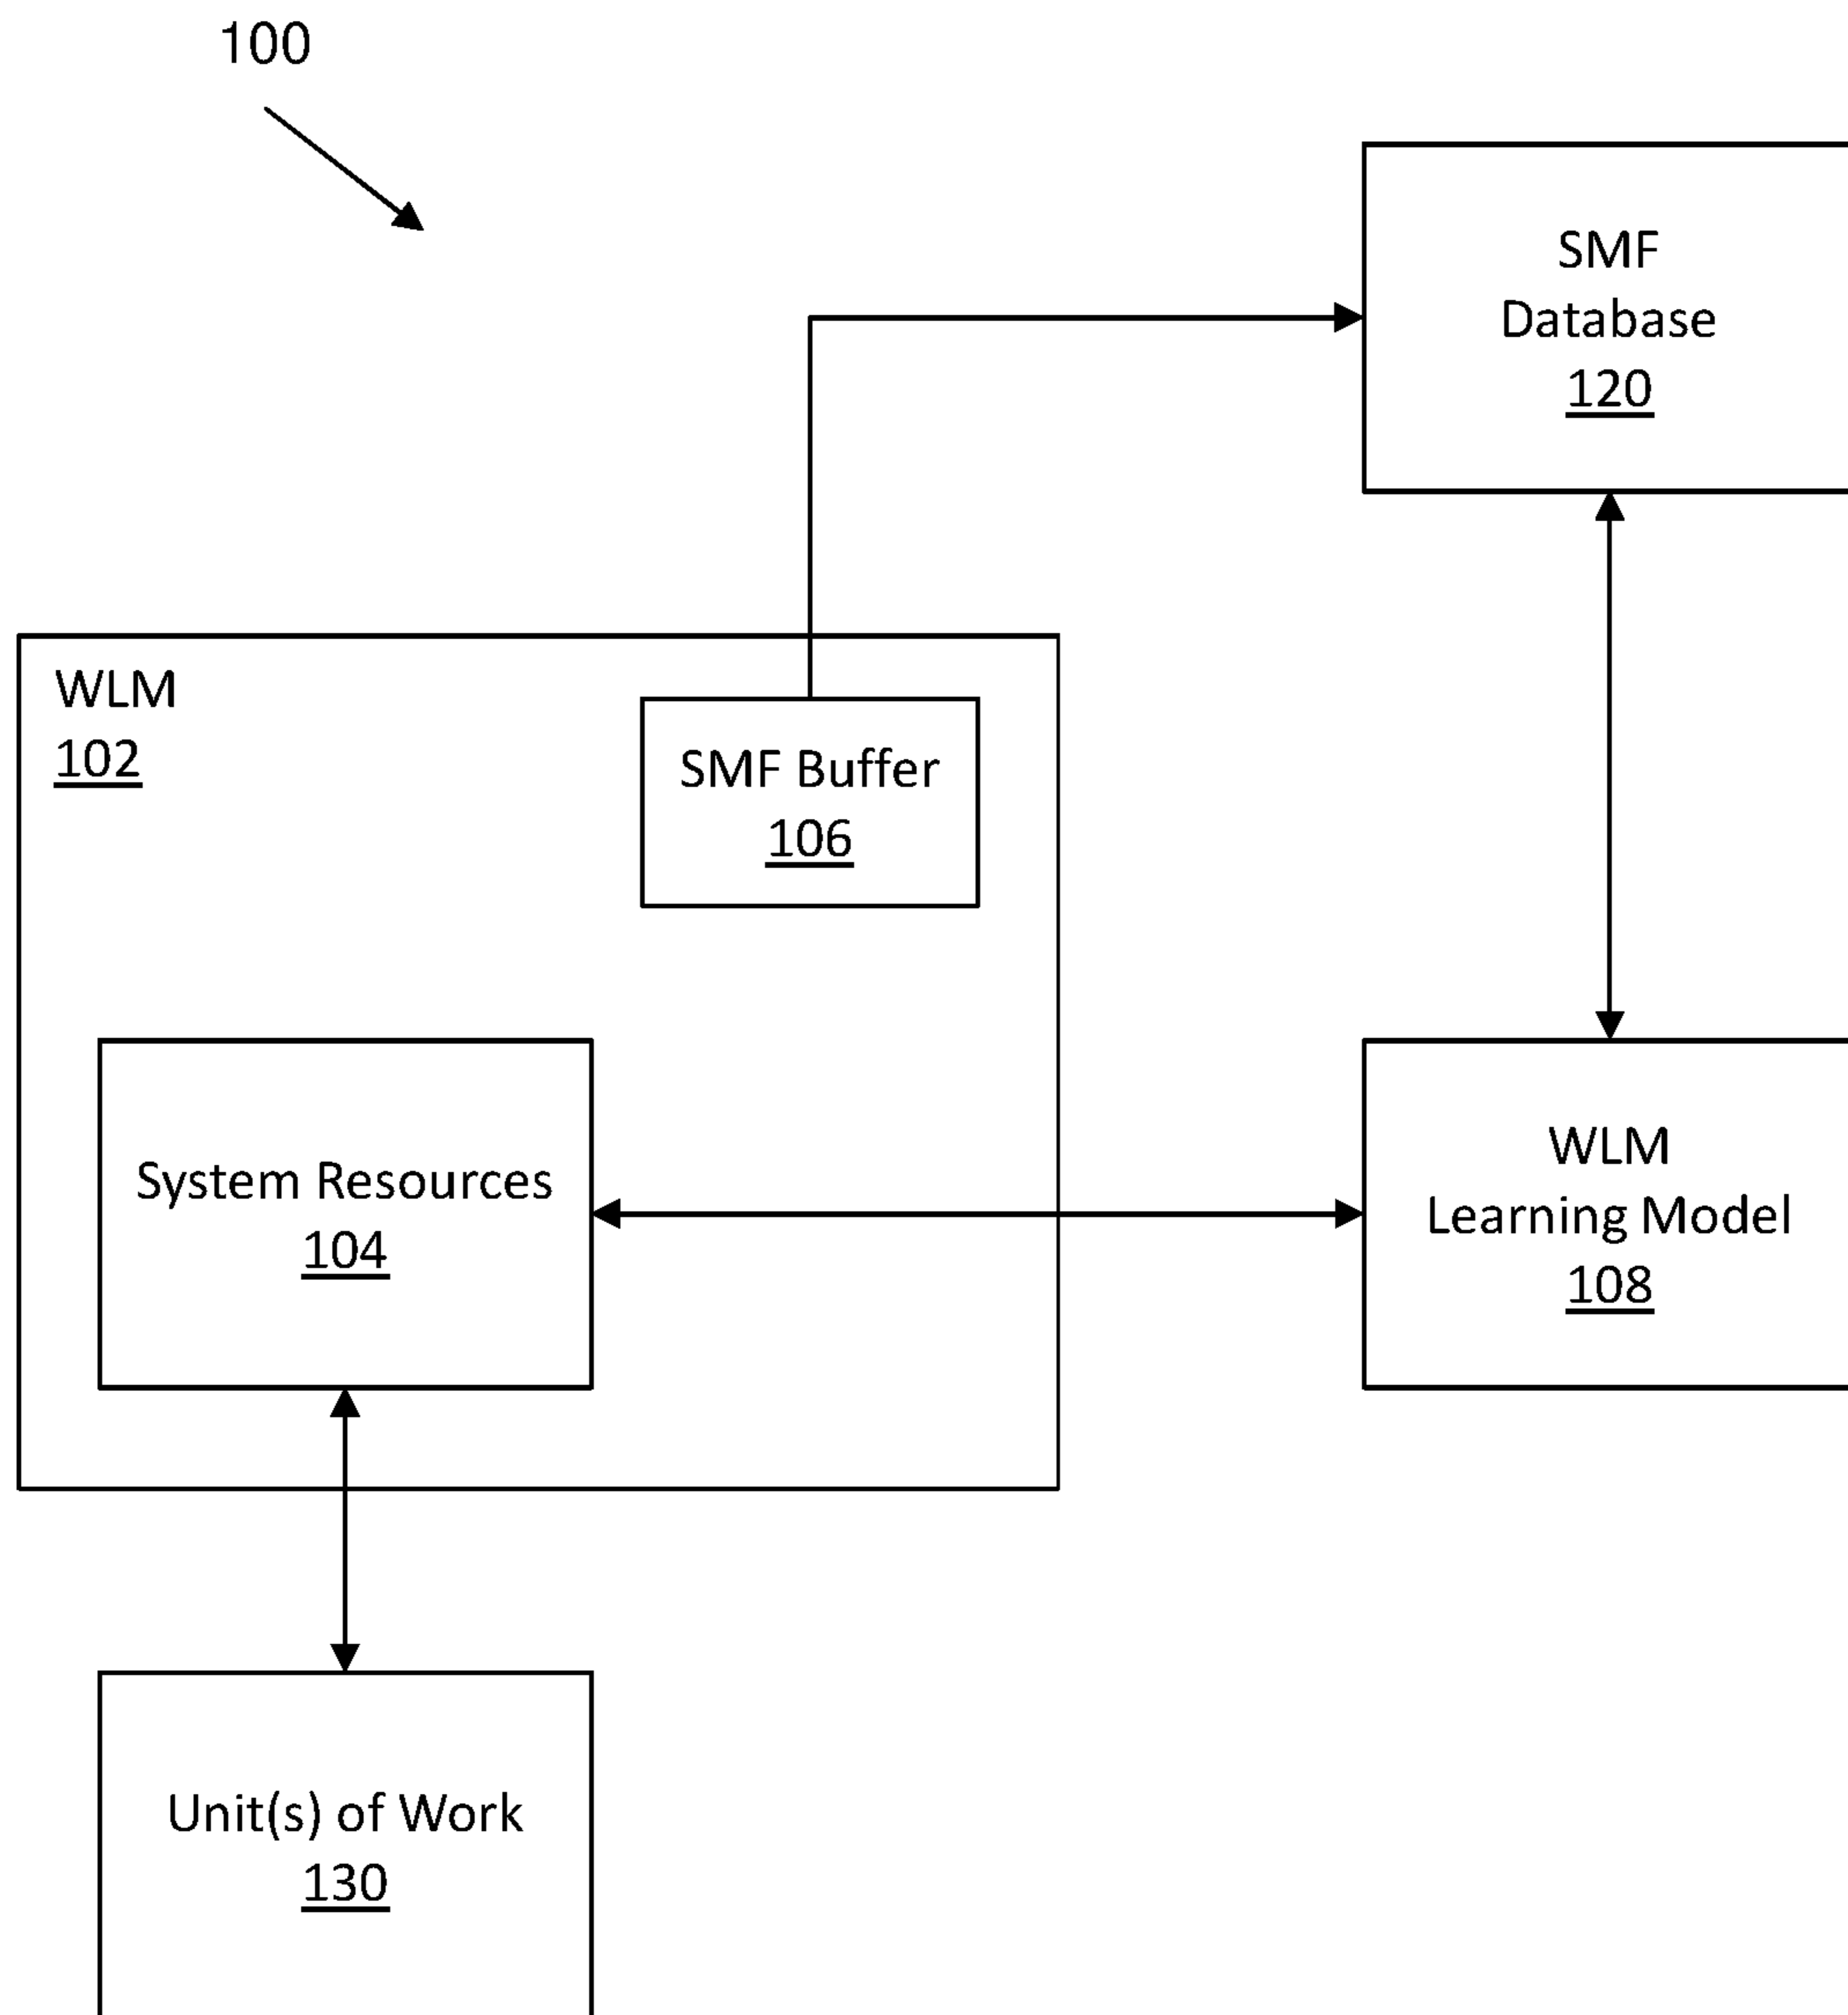 100
SMF
Database
120
WLM
102
SMF Buffer
106
System Resources
104
WLM
Learning Model
108
Unit(s) of Work
130